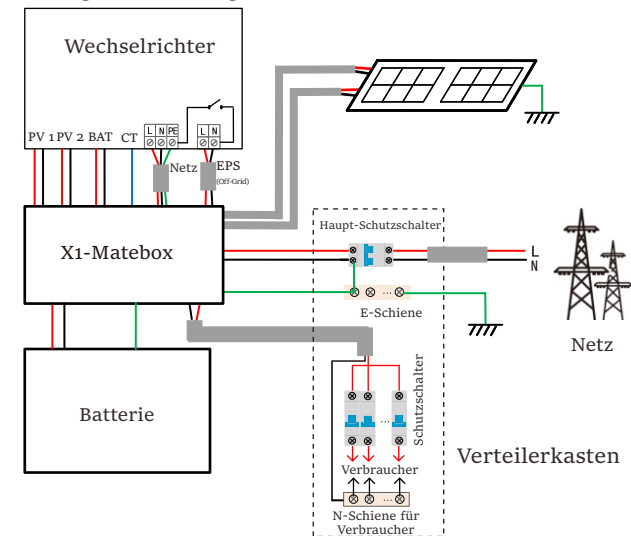 Wechselrichter
PV 1 PV 2 BAT CT
L N PE
L N
Netz
EPS
(Off-Grid)
X1-Matebox
Haupt-Schutzschalter
L
N
E-Schiene
Netz
Batterie
Schutzschalter
...
...
Verbraucher
Verteilerkasten
...
N-Schiene für
Verbraucher